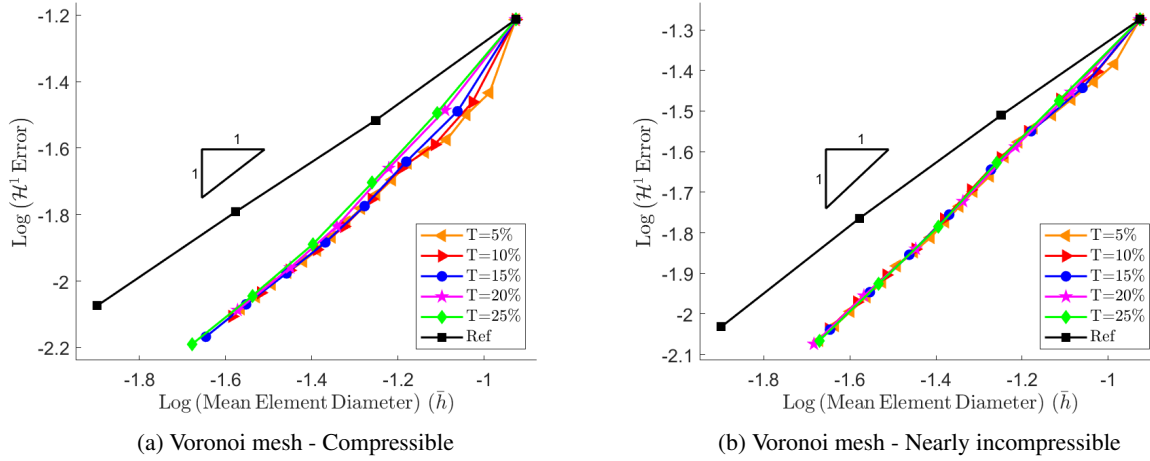 -1.2
-1.4
-1.6
-1.8
-2
-2.2
Log (ℋ¹ Error)
1
1
T=5%
T=10%
T=15%
T=20%
T=25%
Ref
-1.8 -1.6 -1.4 -1.2 -1
Log (Mean Element Diameter) (h̄)
(a) Voronoi mesh - Compressible
-1.3
-1.4
-1.5
-1.6
-1.7
-1.8
-1.9
-2
-2.1
Log (ℋ¹ Error)
1
1
T=5%
T=10%
T=15%
T=20%
T=25%
Ref
-1.8 -1.6 -1.4 -1.2 -1
Log (Mean Element Diameter) (h̄)
(b) Voronoi mesh - Nearly incompressible